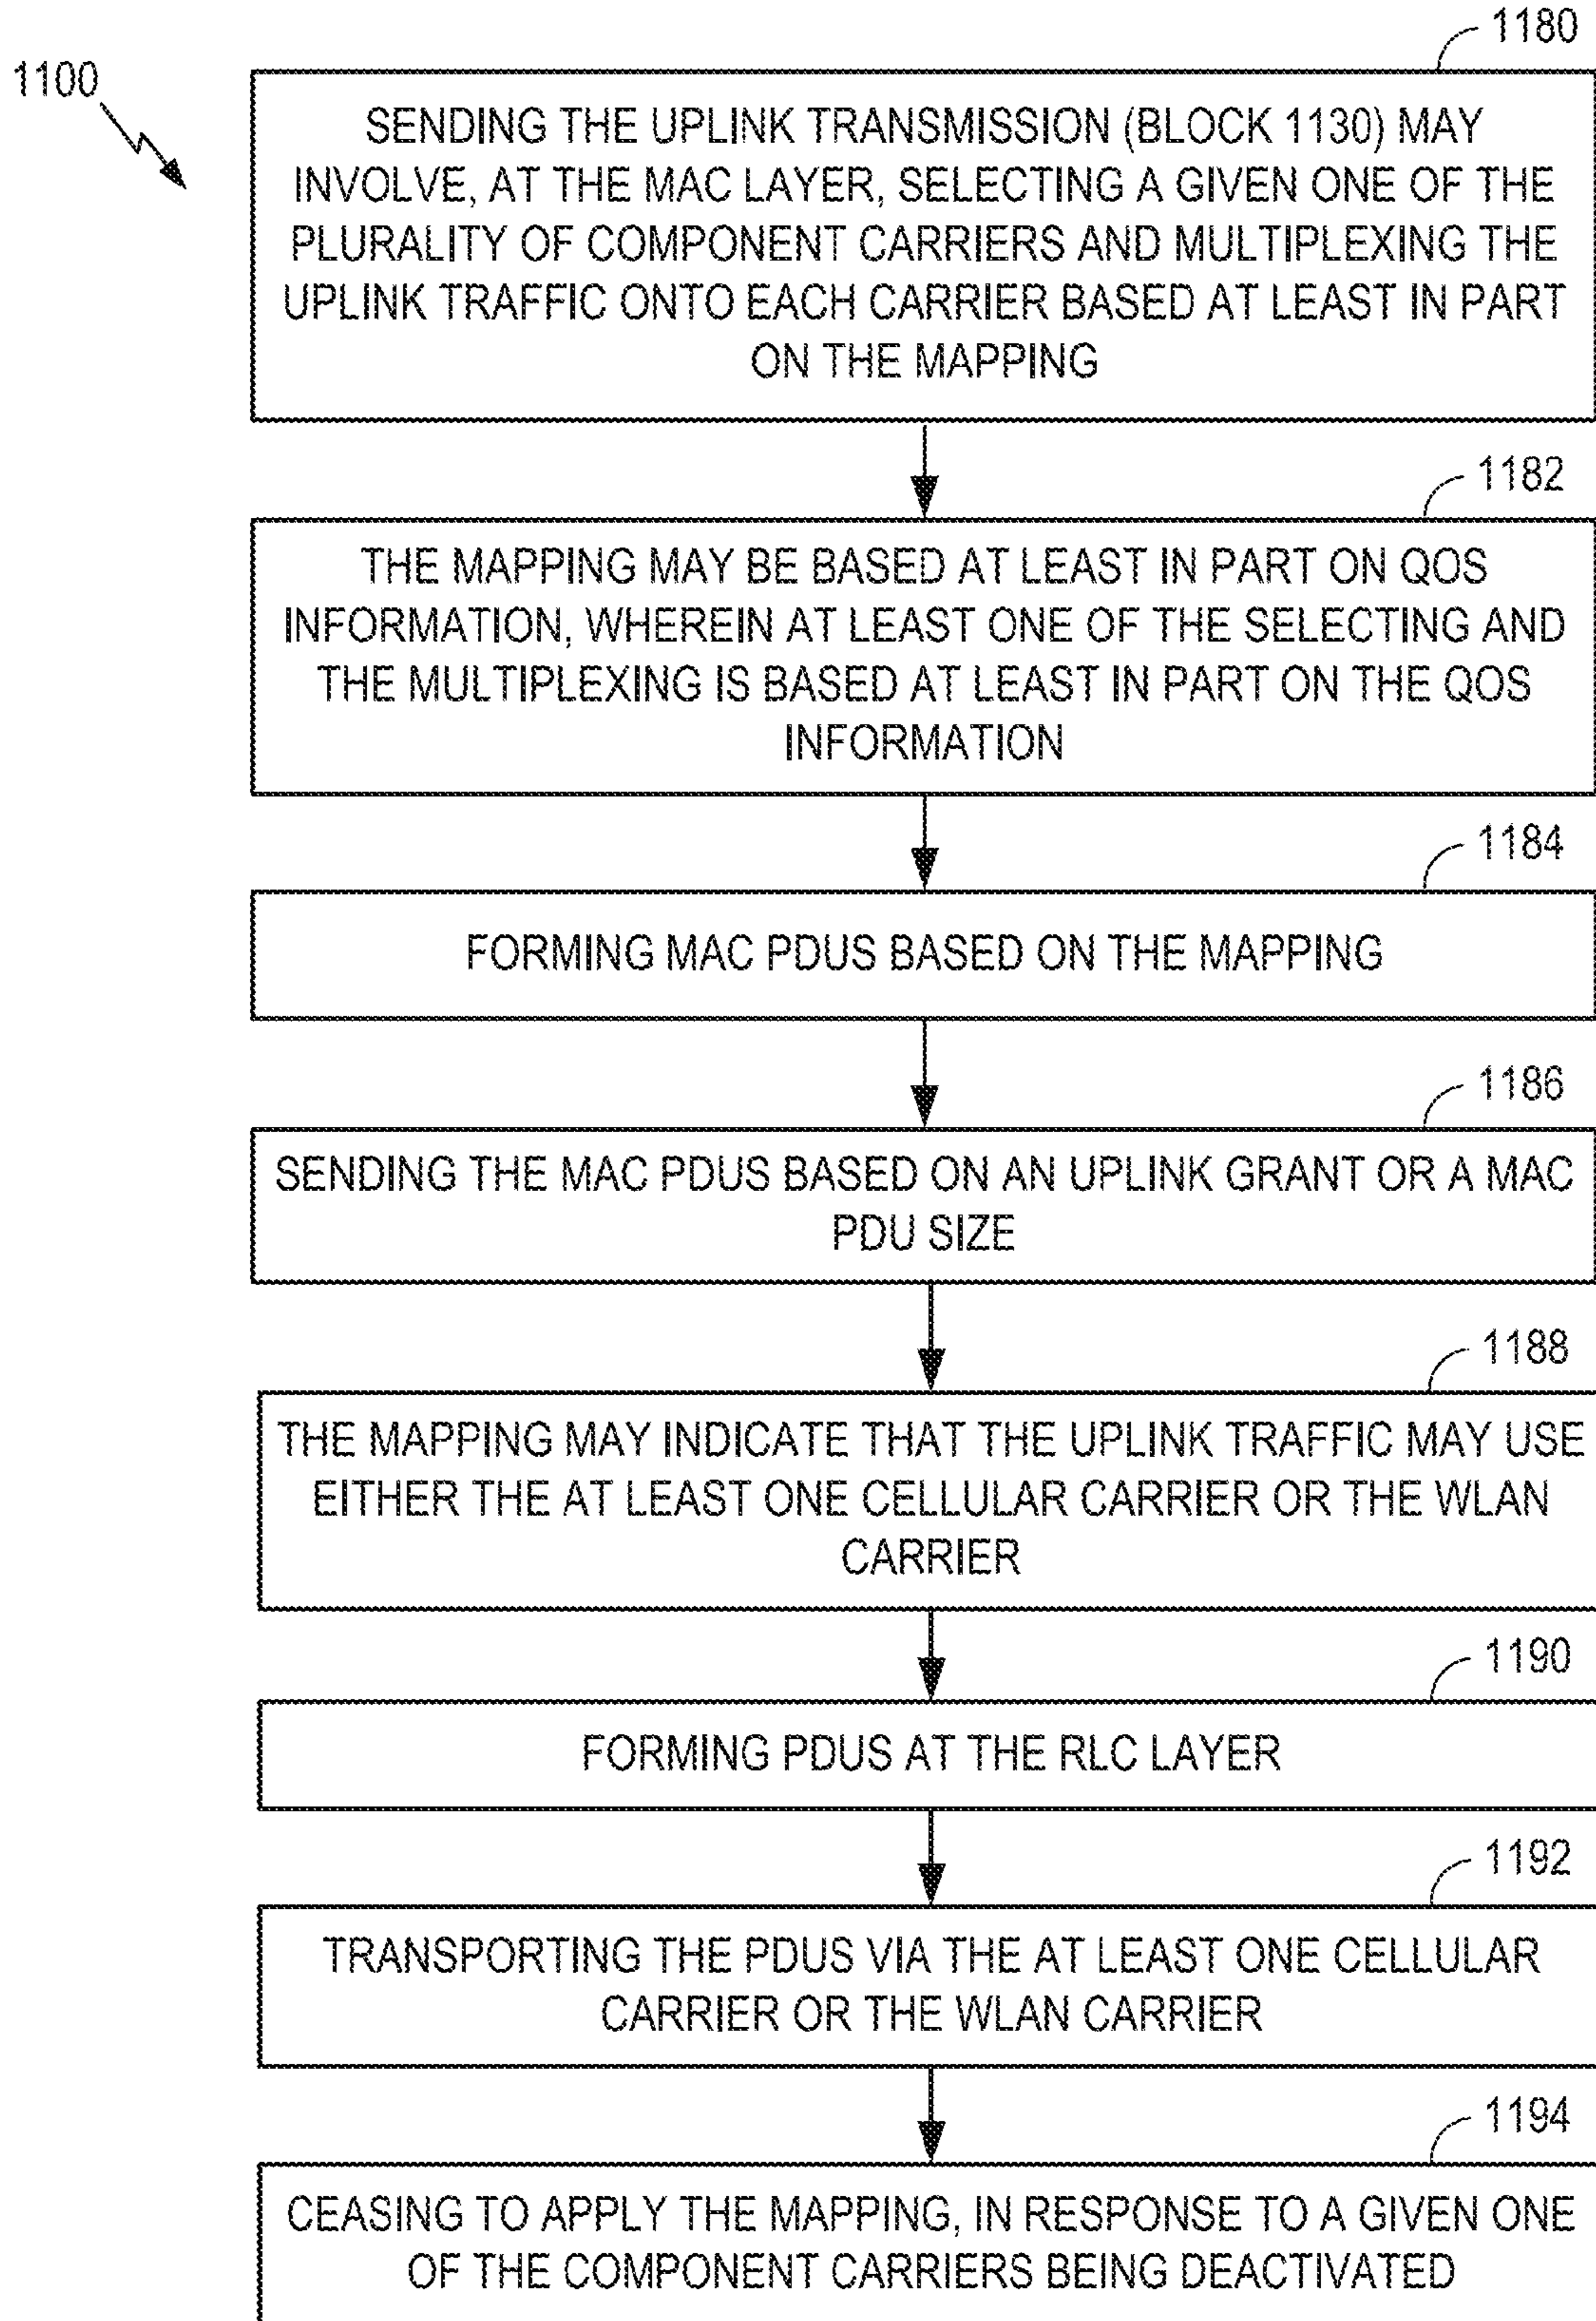 1180
1100
SENDING THE UPLINK TRANSMISSION (BLOCK 1130) MAY
INVOLVE, AT THE MAC LAYER, SELECTING A GIVEN ONE OF THE
PLURALITY OF COMPONENT CARRIERS AND MULTIPLEXING THE
UPLINK TRAFFIC ONTO EACH CARRIER BASED AT LEAST IN PART
ON THE MAPPING
1182
THE MAPPING MAY BE BASED AT LEAST IN PART ON QOS
INFORMATION, WHEREIN AT LEAST ONE OF THE SELECTING AND
THE MULTIPLEXING IS BASED AT LEAST IN PART ON THE QOS
INFORMATION
1184
FORMING MAC PDUS BASED ON THE MAPPING
1186
SENDING THE MAC PDUS BASED ON AN UPLINK GRANT OR A MAC
PDU SIZE
1188
THE MAPPING MAY INDICATE THAT THE UPLINK TRAFFIC MAY USE
EITHER THE AT LEAST ONE CELLULAR CARRIER OR THE WLAN
CARRIER
1190
FORMING PDUS AT THE RLC LAYER
1192
TRANSPORTING THE PDUS VIA THE AT LEAST ONE CELLULAR
CARRIER OR THE WLAN CARRIER
1194
CEASING TO APPLY THE MAPPING, IN RESPONSE TO A GIVEN ONE
OF THE COMPONENT CARRIERS BEING DEACTIVATED